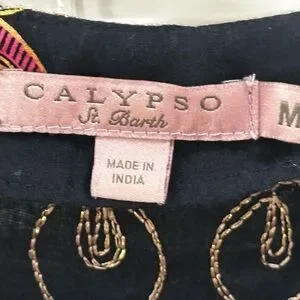 CALYPSO
St. Barth
M
MADE IN
INDIA